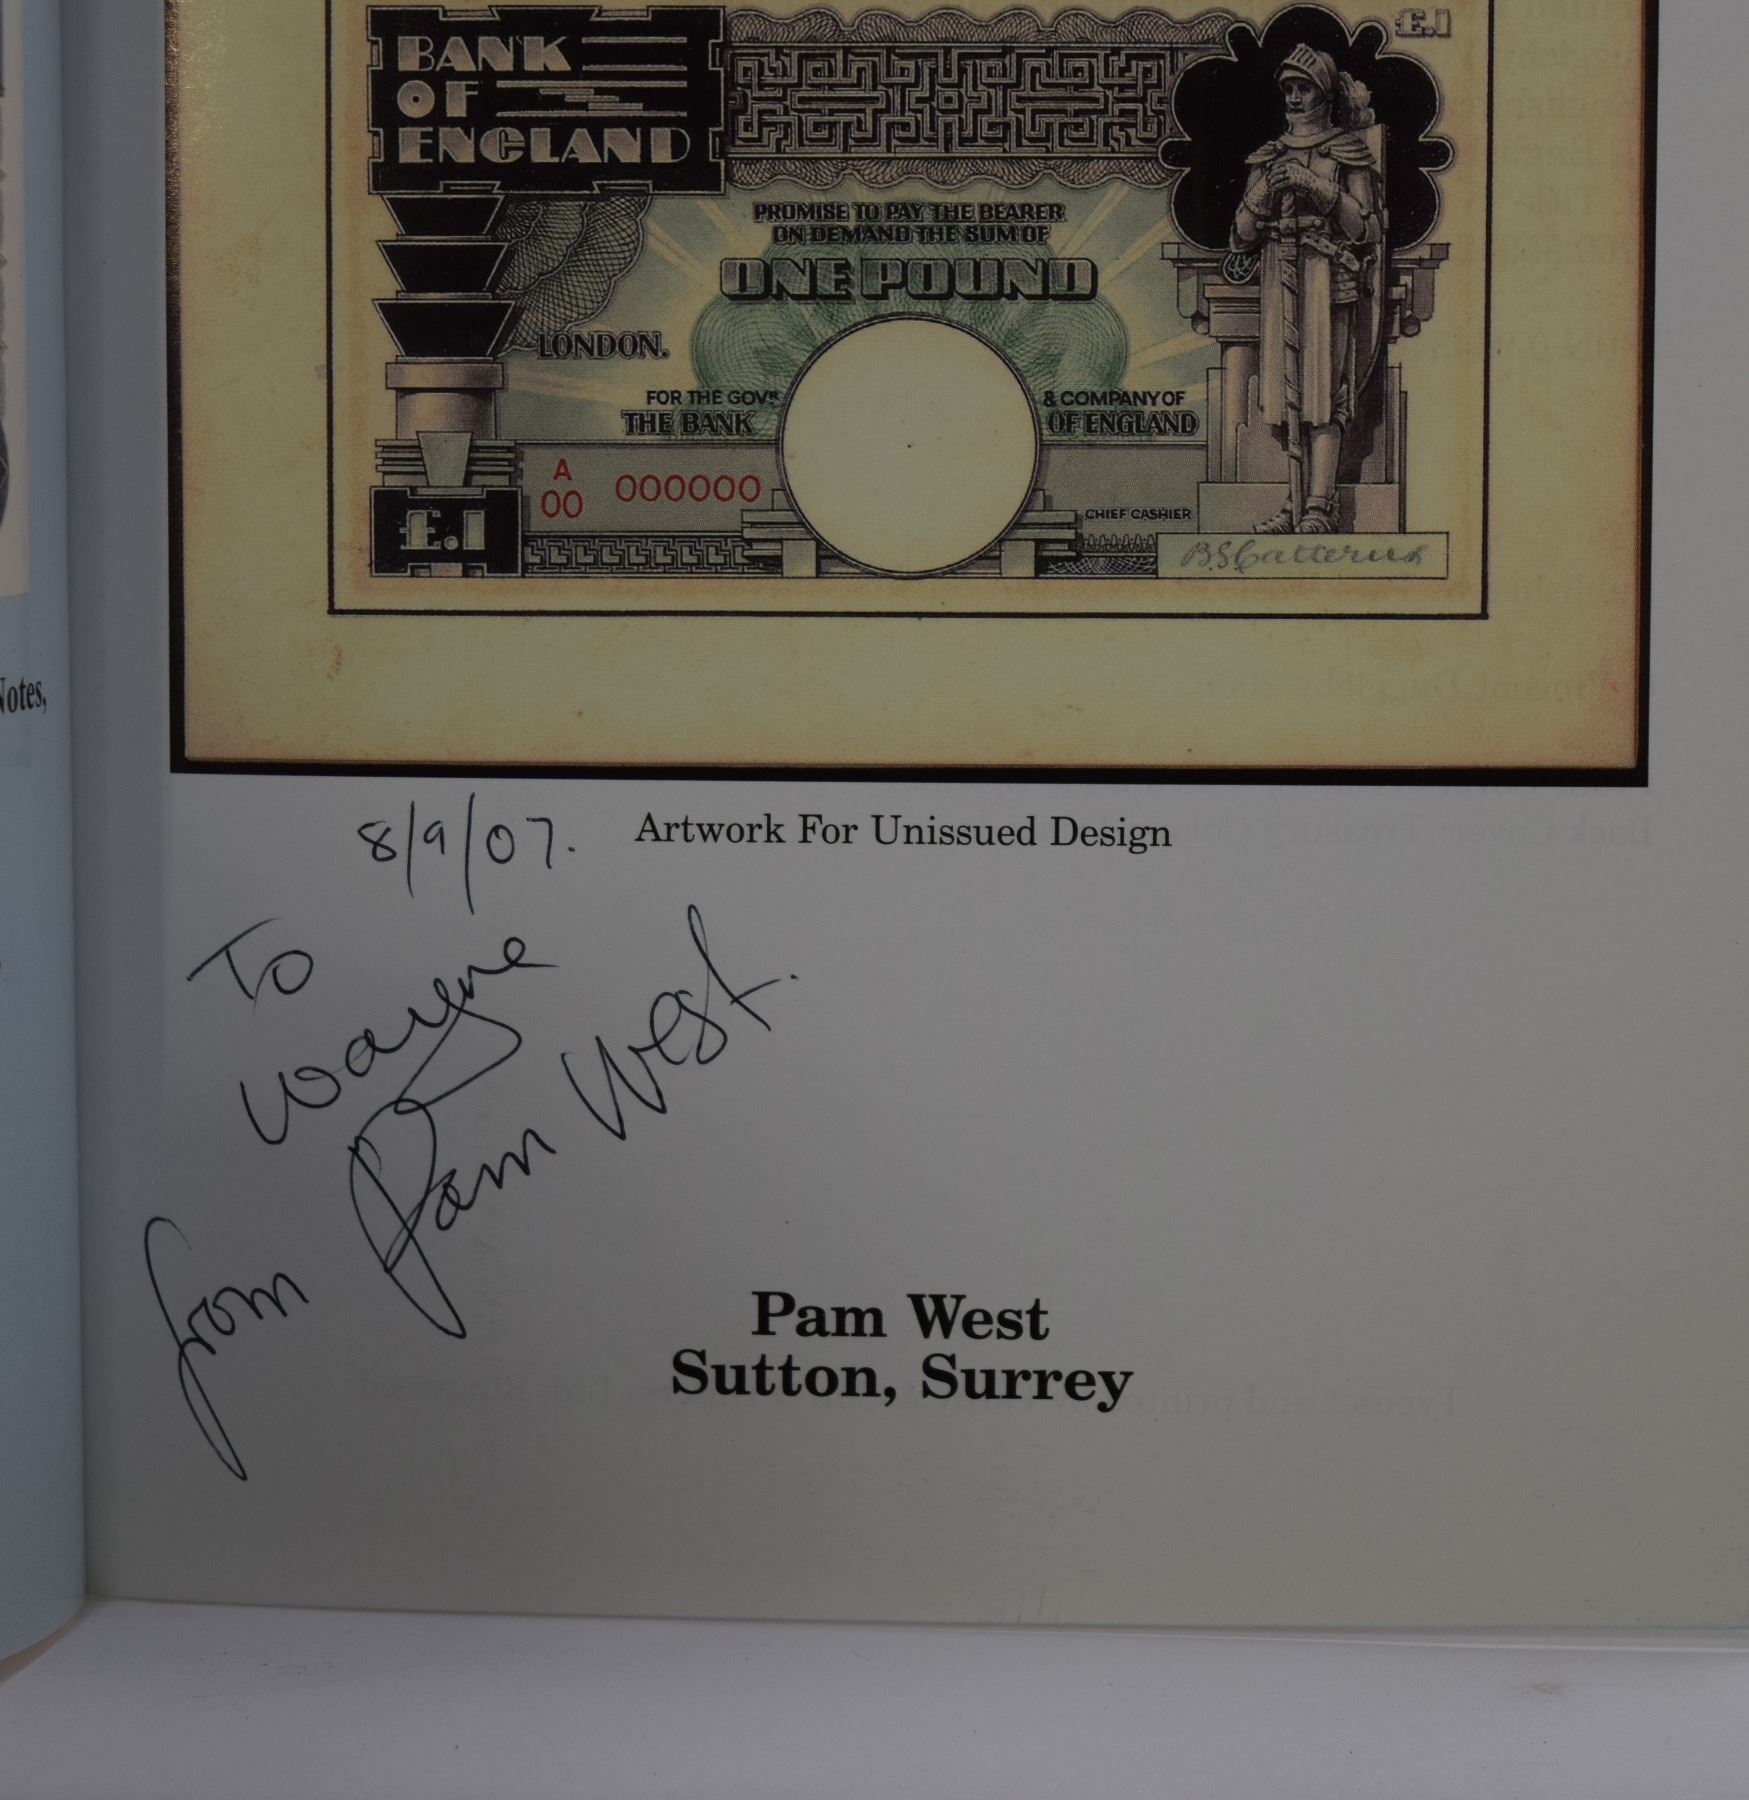 BANK
OF
ENGLAND
£.1
PROMISE TO PAY THE BEARER
ON DEMAND THE SUM OF
ONE POUND
LONDON.
FOR THE GOVR & COMPANY OF
THE BANK OF ENGLAND
A
00 000000
CHIEF CASHIER
£.1
B.G. Catterns
Notes,
8/9/07.
Artwork For Unissued Design
To
Wayne
from Pam West.
Pam West
Sutton, Surrey